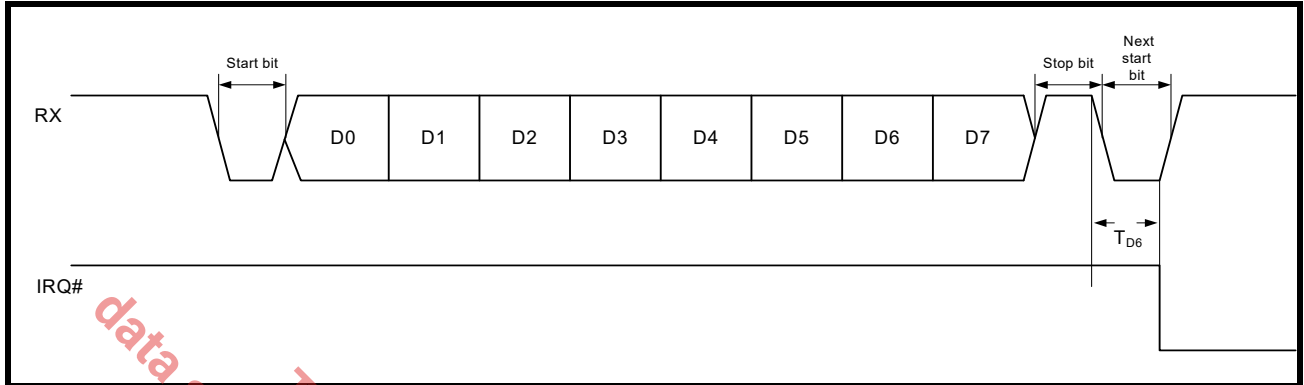 Start bit
Stop bit
Next
start
bit
RX
D0 D1 D2 D3 D4 D5 D6 D7
TD6
IRQ#
data